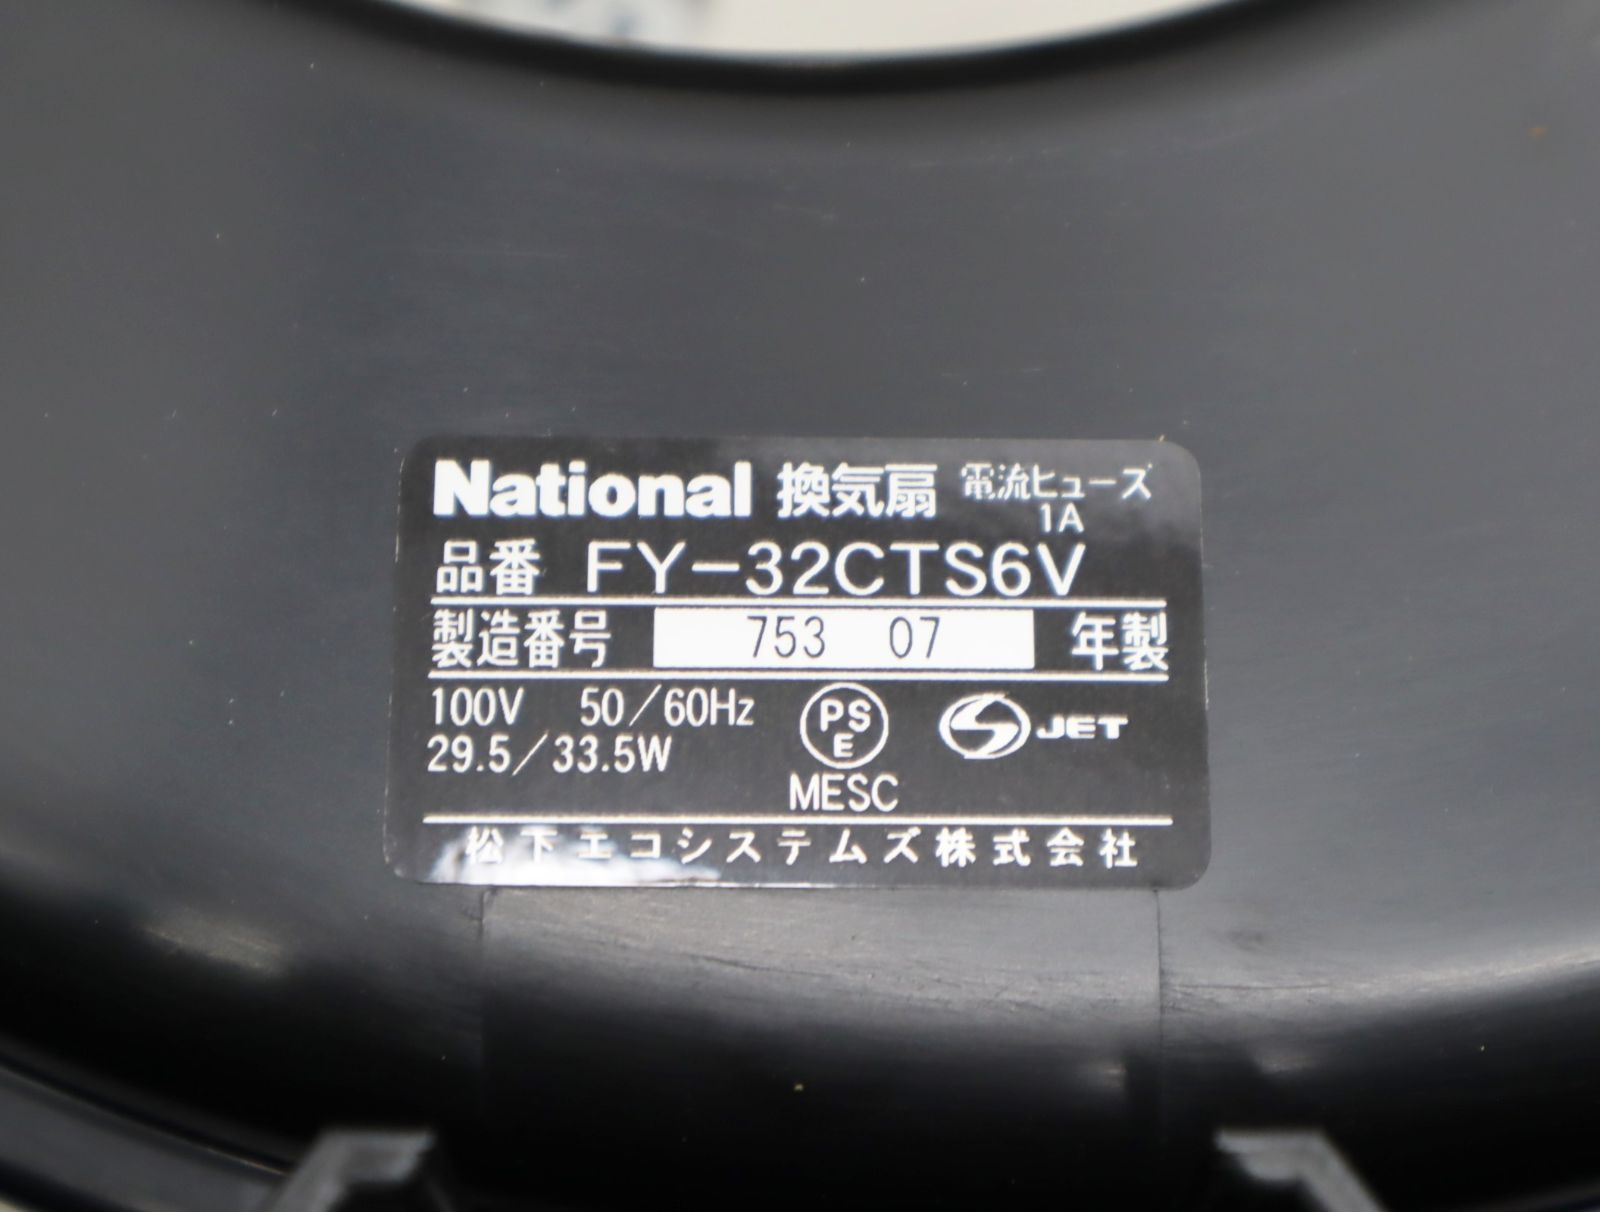 National 換気扇 電流ヒューズ
1A
品番 FY-32CTS6V
製造番号 753 07 年製
100V 50/60Hz
29.5/33.5W
PS
E
JET
MESC
松下エコシステムズ株式会社